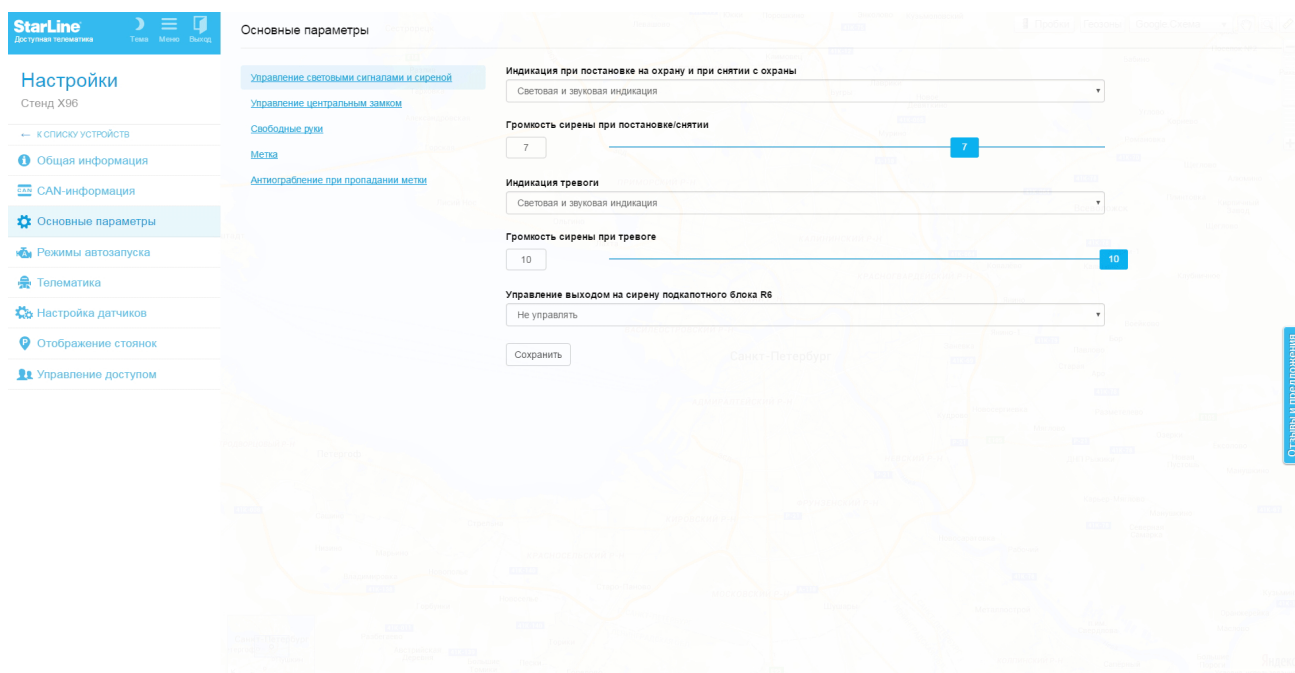 StarLine
Доступная телематика
Тема Меню Выход
Основные параметры
Настройки
Стенд X96
← К СПИСКУ УСТРОЙСТВ
Общая информация
CAN CAN-информация
Основные параметры
Режимы автозапуска
Телематика
Настройка датчиков
Отображение стоянок
Управление доступом
Управление световыми сигналами и сиреной
Управление центральным замком
Свободные руки
Метка
Антиограбление при пропадании метки
Индикация при постановке на охрану и при снятии с охраны
Световая и звуковая индикация
Громкость сирены при постановке/снятии
7 7
Индикация тревоги
Световая и звуковая индикация
Громкость сирены при тревоге
10 10
Управление выходом на сирену подкапотного блока R6
Не управлять
Сохранить
Санкт-Петербург
Отзывы и предложения